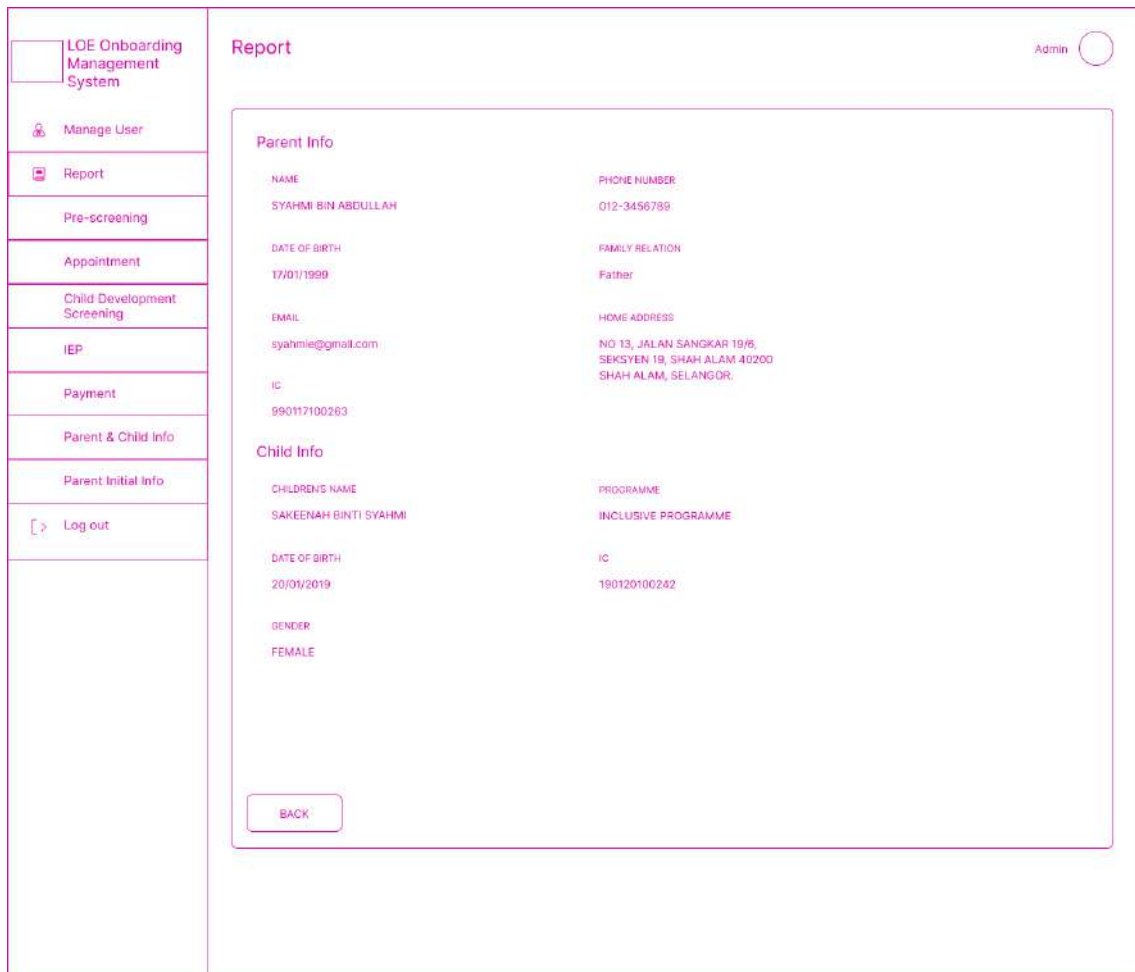 LOE Onboarding
Management
System
Manage User
Report
Pre-screening
Appointment
Child Development
Screening
IEP
Payment
Parent & Child Info
Parent Initial Info
Log out
Report
Admin
Parent Info
NAME
SYAHMI BIN ABDULLAH
PHONE NUMBER
012-3456789
DATE OF BIRTH
17/01/1999
FAMILY RELATION
Father
EMAIL
syahmie@gmail.com
HOME ADDRESS
NO 13, JALAN SANGKAR 19/6,
SEKSYEN 19, SHAH ALAM 40200
SHAH ALAM, SELANGOR.
IC
990117100263
Child Info
CHILDREN'S NAME
SAKEENAH BINTI SYAHMI
PROGRAMME
INCLUSIVE PROGRAMME
DATE OF BIRTH
20/01/2019
IC
190120100242
GENDER
FEMALE
BACK